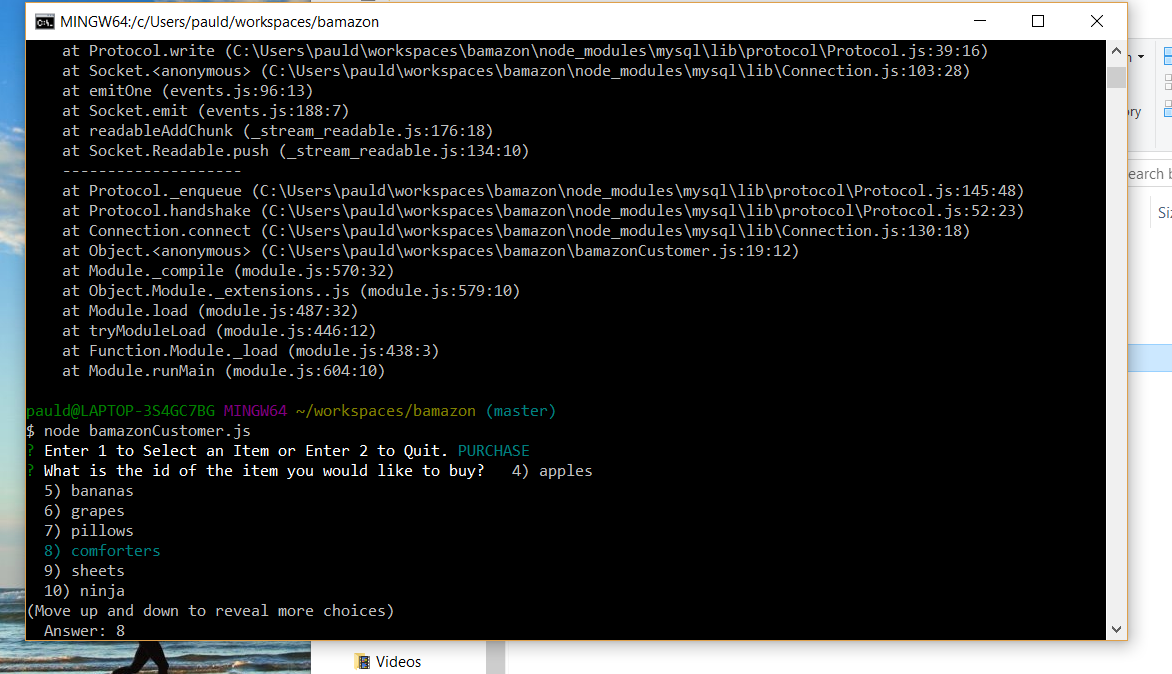 MINGW64:/c/Users/pauld/workspaces/bamazon
at Protocol.write (C:\Users\pauld\workspaces\bamazon\node_modules\mysql\lib\protocol\Protocol.js:39:16)
at Socket.<anonymous> (C:\Users\pauld\workspaces\bamazon\node_modules\mysql\lib\Connection.js:103:28)
at emitOne (events.js:96:13)
at Socket.emit (events.js:188:7)
at readableAddChunk (_stream_readable.js:176:18)
at Socket.Readable.push (_stream_readable.js:134:10)
--------------------
at Protocol._enqueue (C:\Users\pauld\workspaces\bamazon\node_modules\mysql\lib\protocol\Protocol.js:145:48)
at Protocol.handshake (C:\Users\pauld\workspaces\bamazon\node_modules\mysql\lib\protocol\Protocol.js:52:23)
at Connection.connect (C:\Users\pauld\workspaces\bamazon\node_modules\mysql\lib\Connection.js:130:18)
at Object.<anonymous> (C:\Users\pauld\workspaces\bamazon\bamazonCustomer.js:19:12)
at Module._compile (module.js:570:32)
at Object.Module._extensions..js (module.js:579:10)
at Module.load (module.js:487:32)
at tryModuleLoad (module.js:446:12)
at Function.Module._load (module.js:438:3)
at Module.runMain (module.js:604:10)
pauld@LAPTOP-3S4GC7BG MINGW64 ~/workspaces/bamazon (master)
$ node bamazonCustomer.js
? Enter 1 to Select an Item or Enter 2 to Quit. PURCHASE
? What is the id of the item you would like to buy? 4) apples
5) bananas
6) grapes
7) pillows
8) comforters
9) sheets
10) ninja
(Move up and down to reveal more choices)
Answer: 8
Videos